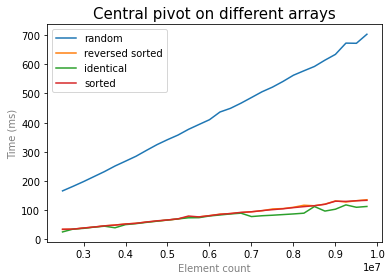 Central pivot on different arrays
random
reversed sorted
identical
sorted
Time (ms)
700
600
500
400
300
200
100
0
0.3 0.4 0.5 0.6 0.7 0.8 0.9 1.0
1e7
Element count